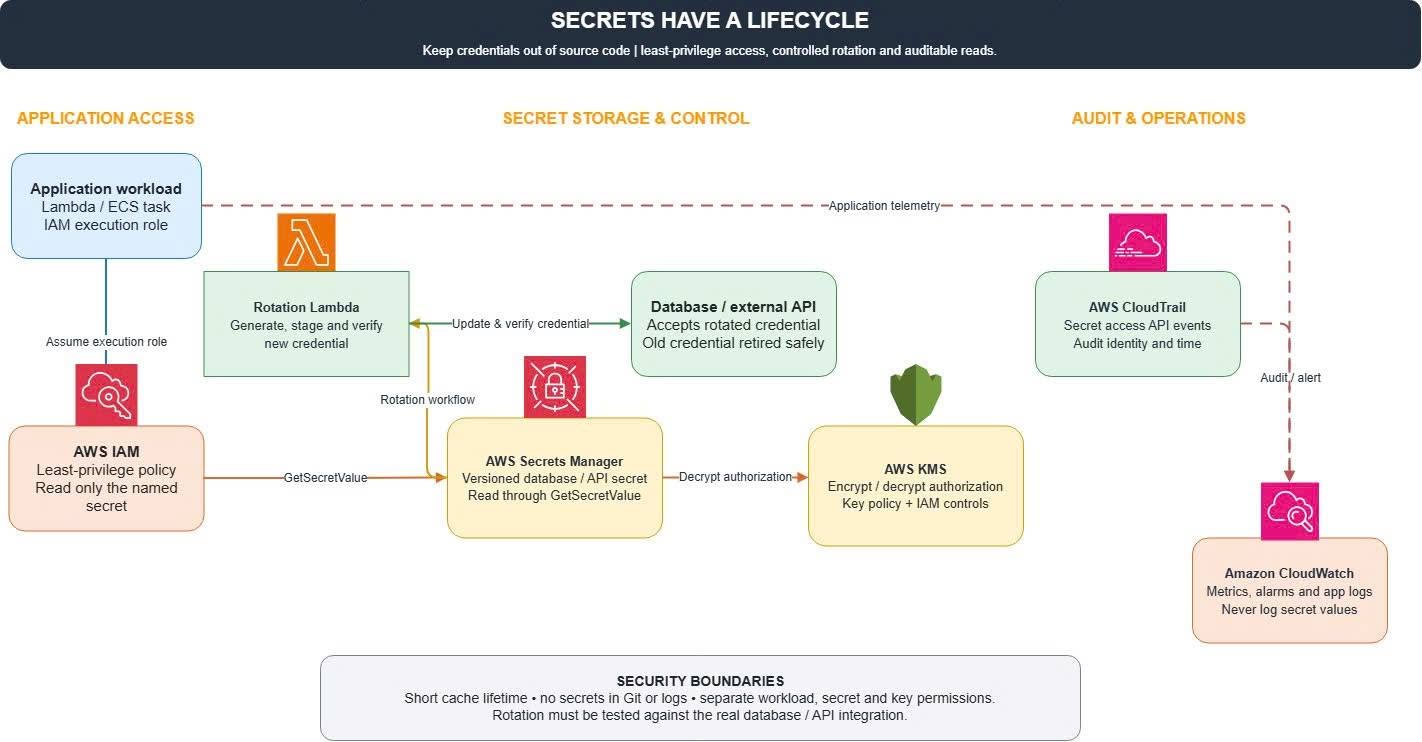 SECRETS HAVE A LIFECYCLE
Keep credentials out of source code | least-privilege access, controlled rotation and auditable reads.
APPLICATION ACCESS
SECRET STORAGE & CONTROL
AUDIT & OPERATIONS
Application workload
Lambda / ECS task
IAM execution role
Application telemetry
Rotation Lambda
Generate, stage and verify
new credential
Update & verify credential
Database / external API
Accepts rotated credential
Old credential retired safely
AWS CloudTrail
Secret access API events
Audit identity and time
Assume execution role
Audit / alert
Rotation workflow
AWS IAM
Least-privilege policy
Read only the named
secret
GetSecretValue
AWS Secrets Manager
Versioned database / API secret
Read through GetSecretValue
Decrypt authorization
AWS KMS
Encrypt / decrypt authorization
Key policy + IAM controls
Amazon CloudWatch
Metrics, alarms and app logs
Never log secret values
SECURITY BOUNDARIES
Short cache lifetime • no secrets in Git or logs • separate workload, secret and key permissions.
Rotation must be tested against the real database / API integration.